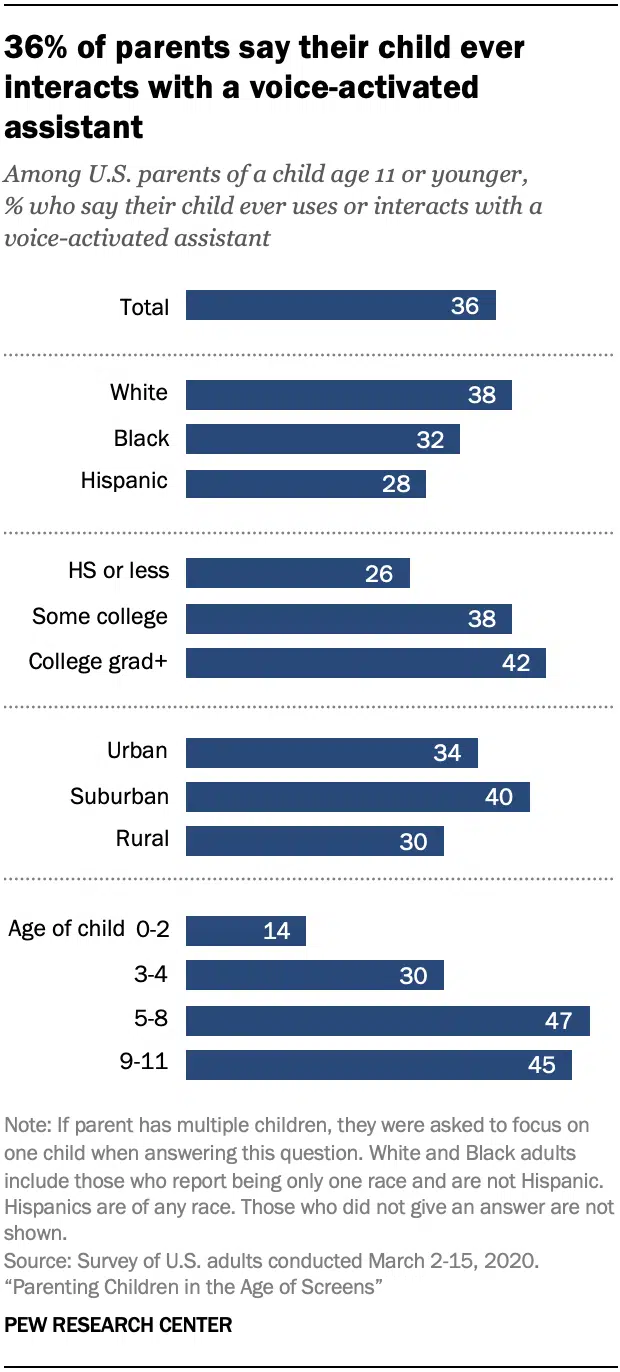 36% of parents say their child ever
interacts with a voice-activated
assistant
Among U.S. parents of a child age 11 or younger,
% who say their child ever uses or interacts with a
voice-activated assistant
Total 36
White 38
Black 32
Hispanic 28
HS or less 26
Some college 38
College grad+ 42
Urban 34
Suburban 40
Rural 30
Age of child 0-2 14
3-4 30
5-8 47
9-11 45
Note: If parent has multiple children, they were asked to focus on
one child when answering this question. White and Black adults
include those who report being only one race and are not Hispanic.
Hispanics are of any race. Those who did not give an answer are not
shown.
Source: Survey of U.S. adults conducted March 2-15, 2020.
“Parenting Children in the Age of Screens”
PEW RESEARCH CENTER